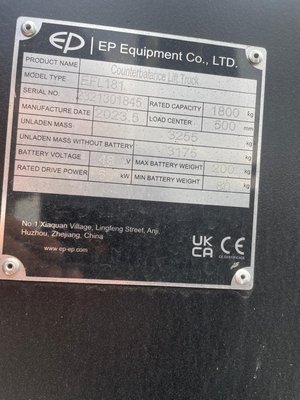 EP | EP Equipment Co., LTD.
PRODUCT NAME Counterbalance Lift Truck
MODEL TYPE EFL181
SERIAL NO. RATED CAPACITY 1800 kg
MANUFACTURE DATE 2023.5 LOAD CENTER 500 mm
UNLADEN MASS 3255 kg
UNLADEN MASS WITHOUT BATTERY 3175 kg
BATTERY VOLTAGE V MAX BATTERY WEIGHT kg
RATED DRIVE POWER kW MIN BATTERY WEIGHT kg
No 1 Xiaquan Village, Lingfeng Street, Anji.
Huzhou, Zhejiang, China
www.ep-ep.com
UK
CA
CE